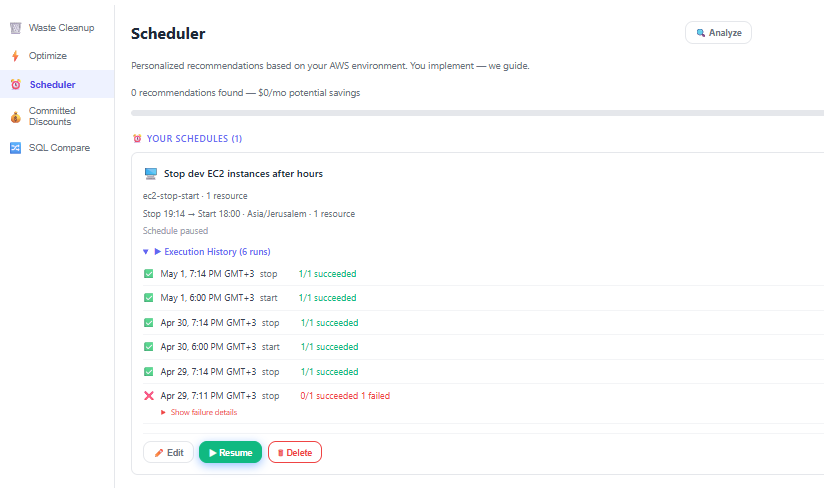 Waste Cleanup
Optimize
Scheduler
Committed
Discounts
SQL Compare
Scheduler
Analyze
Personalized recommendations based on your AWS environment. You implement — we guide.
0 recommendations found — $0/mo potential savings
YOUR SCHEDULES (1)
Stop dev EC2 instances after hours
ec2-stop-start · 1 resource
Stop 19:14 → Start 18:00 · Asia/Jerusalem · 1 resource
Schedule paused
▼ ▶ Execution History (6 runs)
May 1, 7:14 PM GMT+3 stop 1/1 succeeded
May 1, 6:00 PM GMT+3 start 1/1 succeeded
Apr 30, 7:14 PM GMT+3 stop 1/1 succeeded
Apr 30, 6:00 PM GMT+3 start 1/1 succeeded
Apr 29, 7:14 PM GMT+3 stop 1/1 succeeded
Apr 29, 7:11 PM GMT+3 stop 0/1 succeeded 1 failed
▶ Show failure details
Edit ▶ Resume Delete